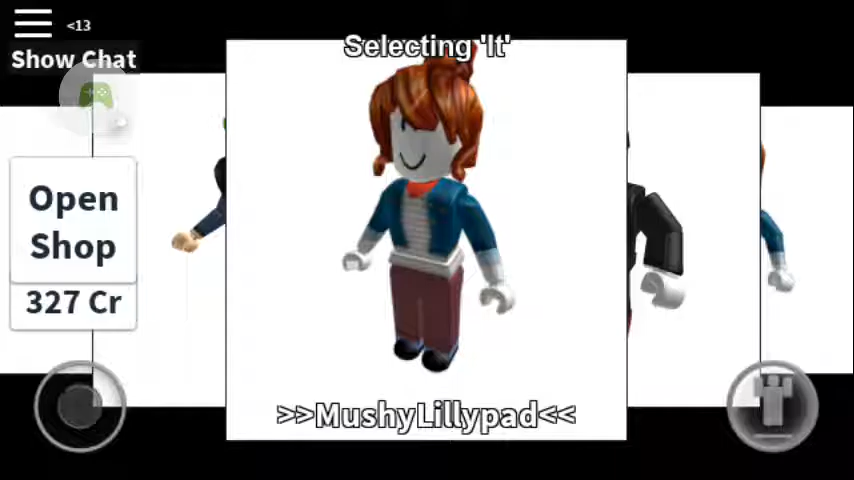 <13
Selecting 'It'
Show Chat
Open
Shop
327 Cr
>>MushyLillypad<<